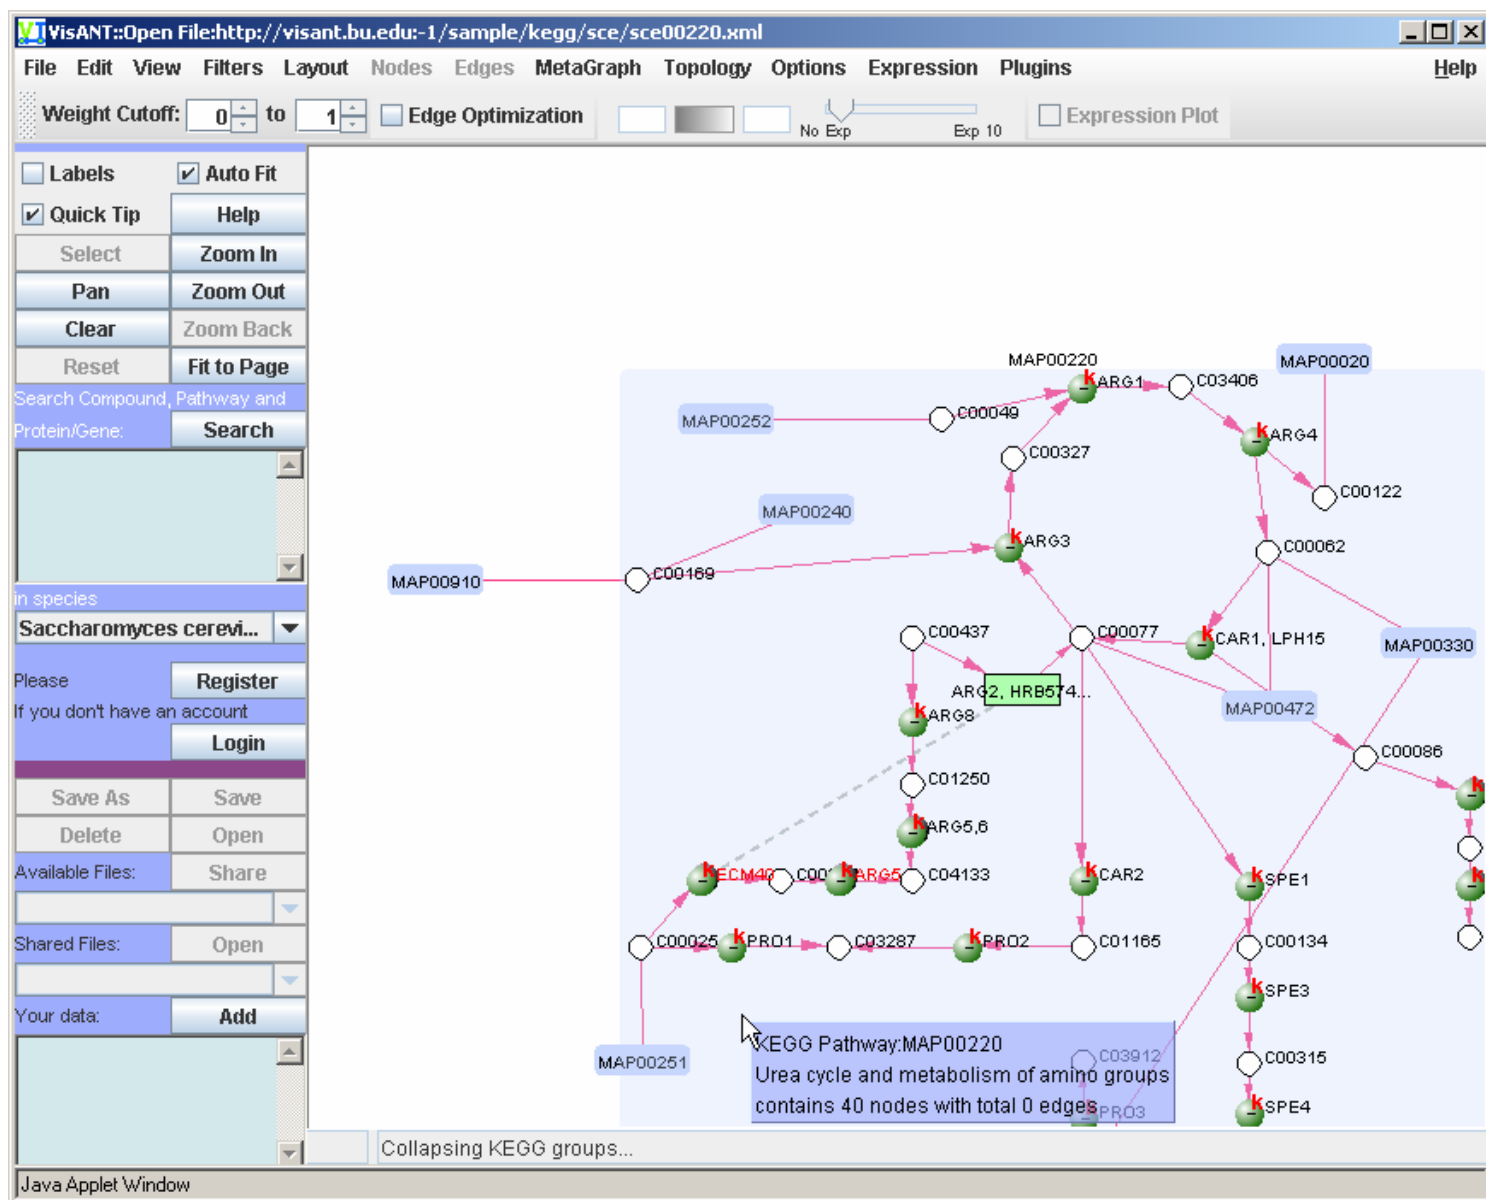 VisANT::Open File:http://visant.bu.edu:-1/sample/kegg/sce/sce00220.xml
File Edit View Filters Layout Nodes Edges MetaGraph Topology Options Expression Plugins Help
Weight Cutoff: 0 to 1 Edge Optimization No Exp Exp 10 Expression Plot
Labels Auto Fit
Quick Tip Help
Select Zoom In
Pan Zoom Out
Clear Zoom Back
Reset Fit to Page
Search Compound, Pathway and
Protein/Gene: Search
in species
Saccharomyces cerevi...
Please Register
If you don't have an account
Login
Save As Save
Delete Open
Available Files: Share
Shared Files: Open
Your data: Add
MAP00220 MAP00020
k ARG1 C03406
MAP00252 C00049
k ARG4
C00327
C00122
MAP00240
k ARG3 C00062
MAP00910 C00169
C00437 C00077 k CAR1, LPH15 MAP00330
ARG2, HRB574...
k ARG8 MAP00472
C00086
C01250
k
k ARG5,6
k ECM40 k ARG5 C04133 k CAR2 k SPE1 k
C00025 k PRO1 C03287 k PRO2 C01165 C00134
k SPE3
KEGG Pathway:MAP00220
MAP00251 C03912 C00315
Urea cycle and metabolism of amino groups
contains 40 nodes with total 0 edges
PRO3 k SPE4
Collapsing KEGG groups...
Java Applet Window